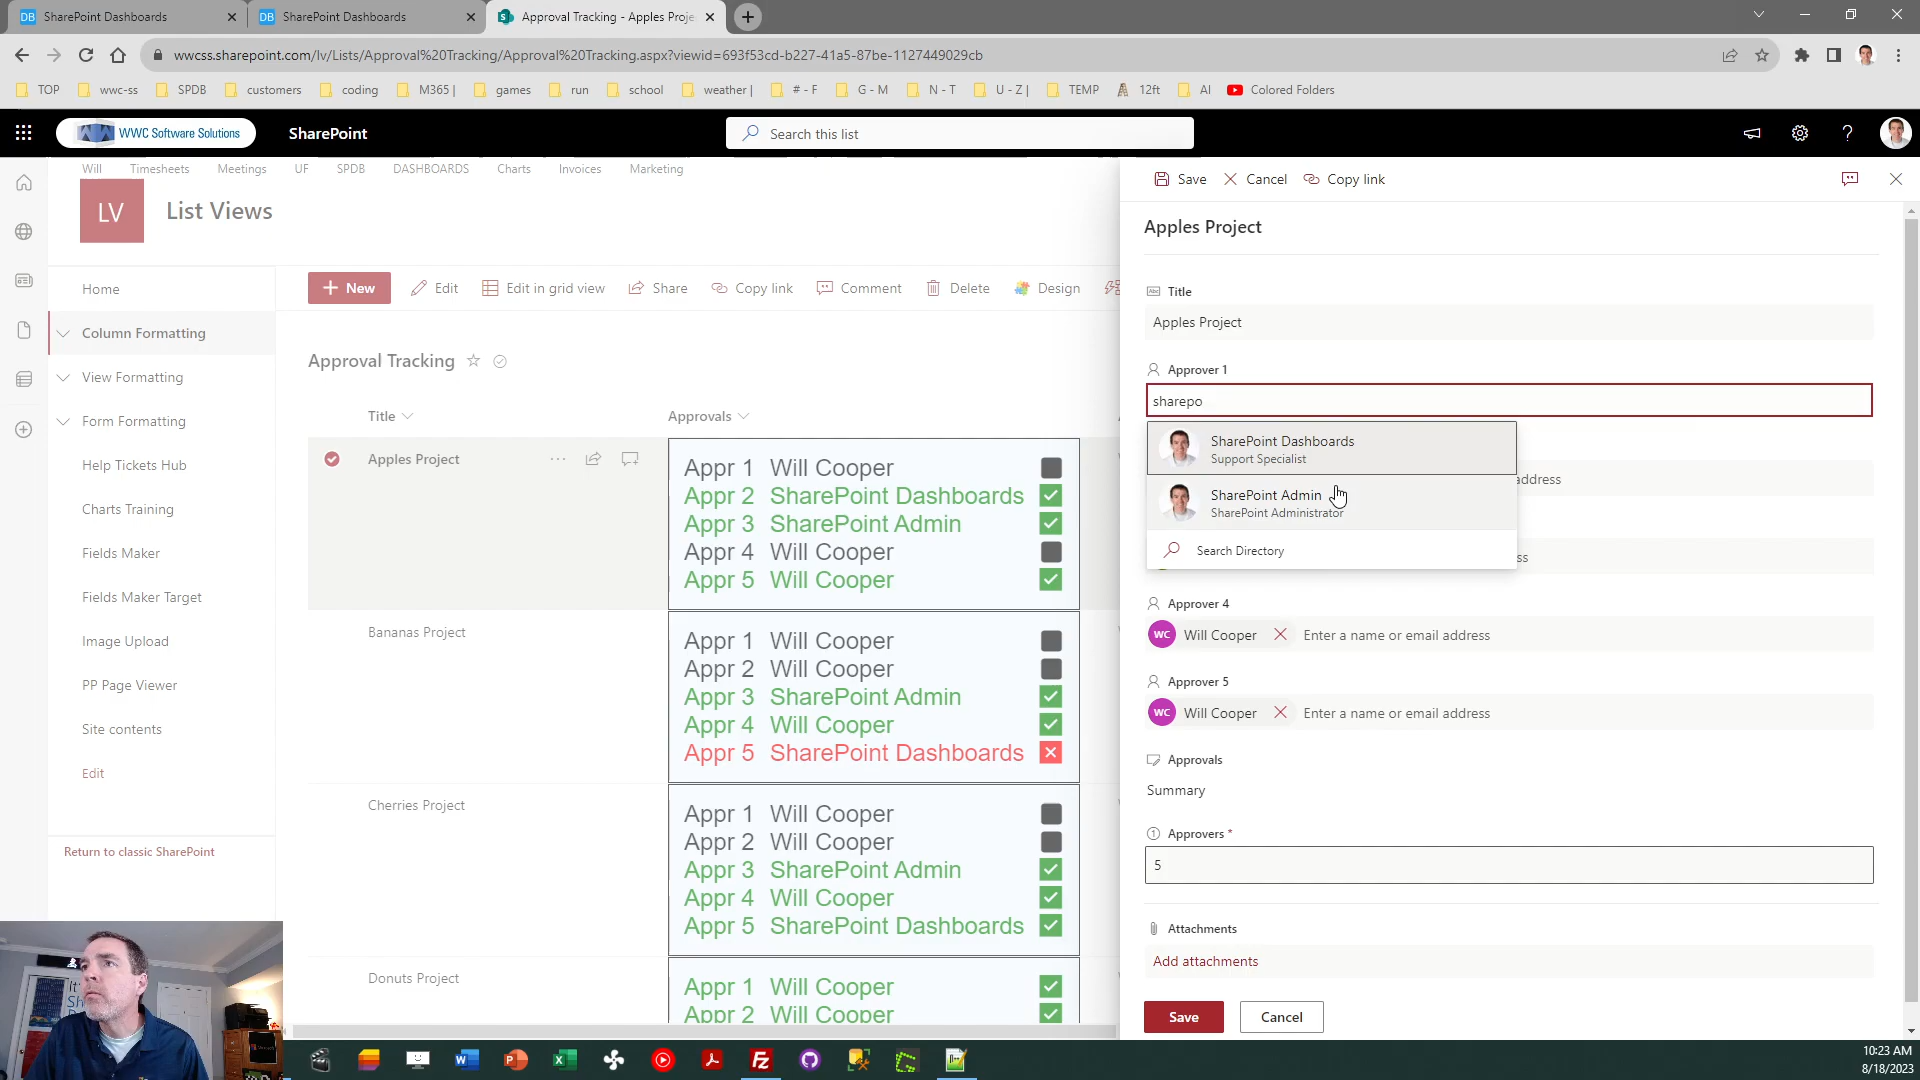 DB SharePoint Dashboards
DB SharePoint Dashboards
Approval Tracking - Apples Proje
wwcss.sharepoint.com/lv/Lists/Approval%20Tracking/Approval%20Tracking.aspx?viewid=693f53cd-b227-41a5-87be-1127449029cb
TOP wwc-ss SPDB customers coding M365 | games run school weather | # - F G - M N - T U - Z | TEMP 12ft AI Colored Forders
WWC Software Solutions SharePoint Search this list
Will Timesheets Meetings UF SPDB DASHBOARDS Charts Invoices Marketing
LV List Views
Home
Column Formatting
View Formatting
Form Formatting
Help Tickets Hub
Charts Training
Fields Maker
Fields Maker Target
Image Upload
PP Page Viewer
Site contents
Edit
Return to classic SharePoint
New Edit Edit in grid view Share Copy link Comment Delete Design
Approval Tracking
Title Approvals
Apples Project
Appr 1 Will Cooper
Appr 2 SharePoint Dashboards
Appr 3 SharePoint Admin
Appr 4 Will Cooper
Appr 5 Will Cooper
Bananas Project
Appr 1 Will Cooper
Appr 2 Will Cooper
Appr 3 SharePoint Admin
Appr 4 Will Cooper
Appr 5 SharePoint Dashboards
Cherries Project
Appr 1 Will Cooper
Appr 2 Will Cooper
Appr 3 SharePoint Admin
Appr 4 Will Cooper
Appr 5 SharePoint Dashboards
Donuts Project
Appr 1 Will Cooper
Appr 2 Will Cooper
Save Cancel Copy link
Apples Project
Title
Apples Project
Approver 1
sharepo
SharePoint Dashboards
Support Specialist
address
SharePoint Admin
SharePoint Administrator
Search Directory
ss
Approver 4
WC Will Cooper Enter a name or email address
Approver 5
WC Will Cooper Enter a name or email address
Approvals
Summary
Approvers *
5
Attachments
Add attachments
Save Cancel
10:23 AM
8/18/2023